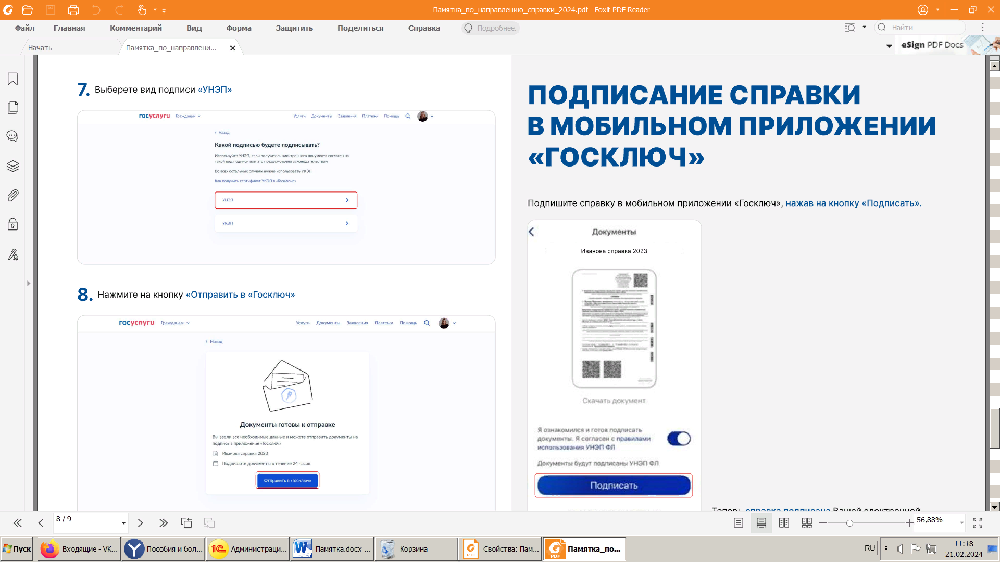 Памятка_по_направлению_справки_2024.pdf - Foxit PDF Reader
Файл Главная Комментарий Вид Форма Защитить Поделиться Справка Подробнее. Найти
Начать Памятка_по_направлени... eSign PDF Docs
7. Выберете вид подписи «УНЭП»
госуслуги Гражданам Услуги Документы Заявления Платежи Помощь
Назад
Какой подписью будете подписывать?
Используйте УНЭП, если получатель электронного документа согласен на
такой вид подписи или это предусмотрено законодательством
Во всех остальных случаях нужно использовать УКЭП
Как получить сертификат УКЭП в «Госключе»
УНЭП
УКЭП
8. Нажмите на кнопку «Отправить в «Госключ»
госуслуги Гражданам Услуги Документы Заявления Платежи Помощь
Назад
Документы готовы к отправке
Вы ввели все необходимые данные и можете отправить документы на
подпись в приложение «Госключ»
Иванова справка 2023
Подпишите документы в течение 24 часов
Отправить в «Госключ»
ПОДПИСАНИЕ СПРАВКИ
В МОБИЛЬНОМ ПРИЛОЖЕНИИ
«ГОСКЛЮЧ»
Подпишите справку в мобильном приложении «Госключ», нажав на кнопку «Подписать».
Документы
Иванова справка 2023
Скачать документ
Я ознакомился и готов подписать
документы. Я согласен с правилами
использования УНЭП ФЛ
Документы будут подписаны УНЭП ФЛ
Подписать
Теперь справка подписана Вашей электронной
8 / 9 56,88%
Пуск Входящие - VK... Пособия и бол... Администраци... Памятка.docx ... Корзина Свойства: Пам... Памятка_по... RU 11:18
21.02.2024